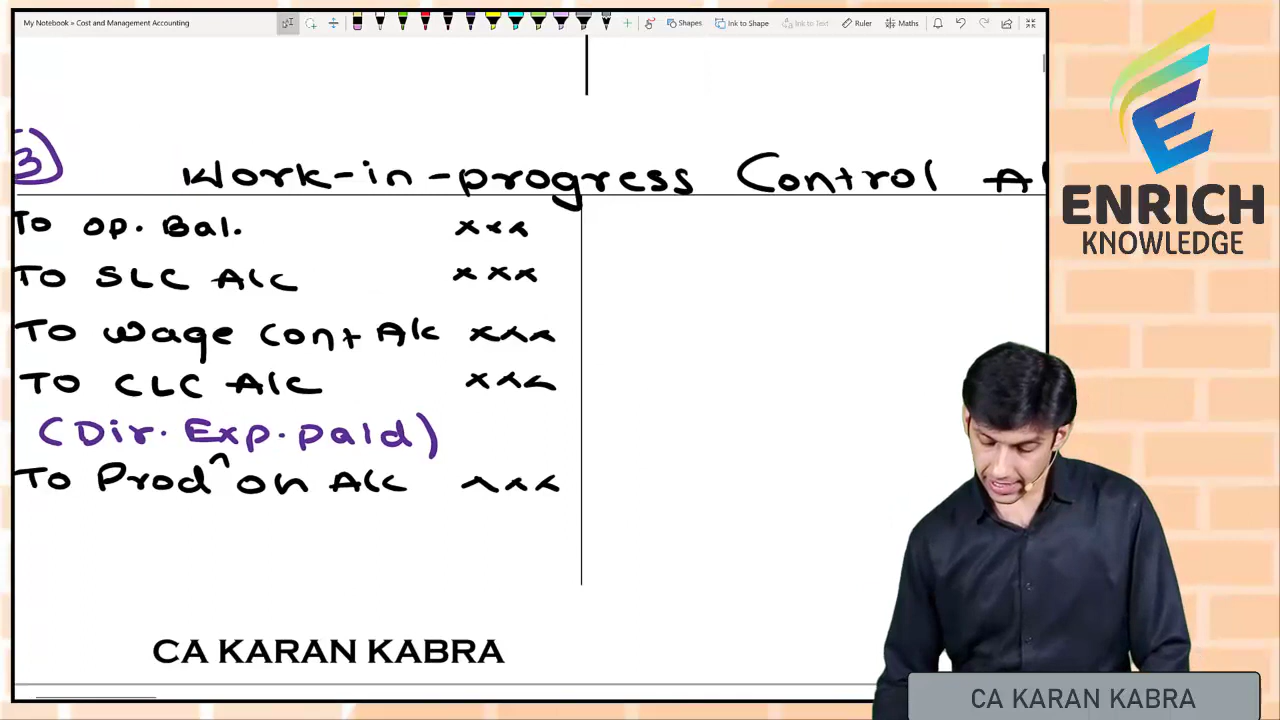 My Notebook » Cost and Management Accounting
Shapes
Ink to Shape
Ink to Text
Ruler
Maths
3
Work-in-progress Control A/
To Op. Bal. xxx
To SLC A/c xxx
To Wage Cont A/c xxx
To CLC A/c xxx
(Dir. Exp. paid)
To Prodn OH A/c xxx
CA KARAN KABRA
ENRICH
KNOWLEDGE
CA KARAN KABRA